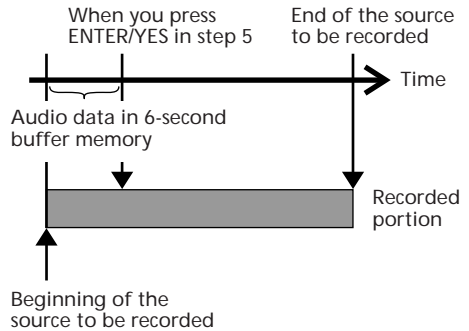 When you press
ENTER/YES in step 5
End of the source
to be recorded
Time
Audio data in 6-second
buffer memory
Recorded
portion
Beginning of the
source to be recorded